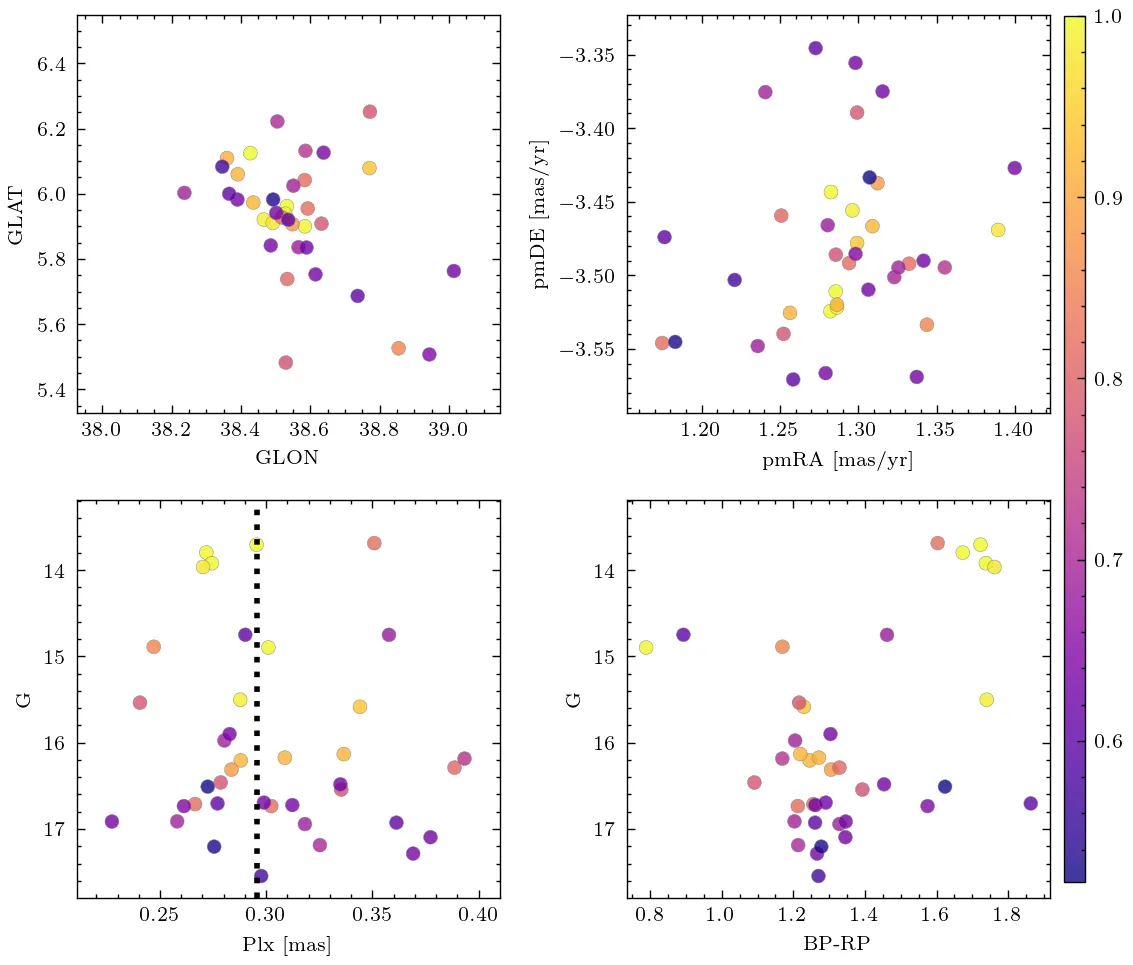 6.4
6.2
6.0
5.8
5.6
5.4
GLAT
38.0 38.2 38.4 38.6 38.8 39.0
GLON
−3.35
−3.40
−3.45
−3.50
−3.55
pmDE [mas/yr]
1.20 1.25 1.30 1.35 1.40
pmRA [mas/yr]
1.0
0.9
0.8
0.7
0.6
14
15
16
17
G
0.25 0.30 0.35 0.40
Plx [mas]
14
15
16
17
G
0.8 1.0 1.2 1.4 1.6 1.8
BP-RP